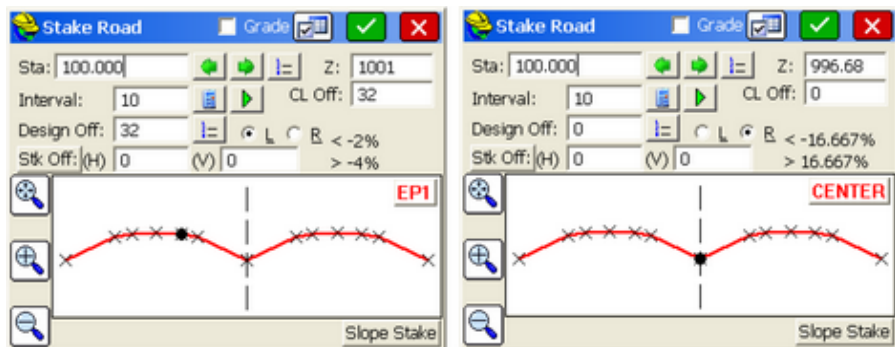 Stake Road Grade
Sta: 100.000 Z: 1001
Interval: 10 CL Off: 32
Design Off: 32 L R < -2%
Stk Off: (H) 0 (V) 0 > -4%
EP1
Slope Stake
Stake Road Grade
Sta: 100.000 Z: 996.68
Interval: 10 CL Off: 0
Design Off: 0 L R < -16.667%
Stk Off: (H) 0 (V) 0 > 16.667%
CENTER
Slope Stake